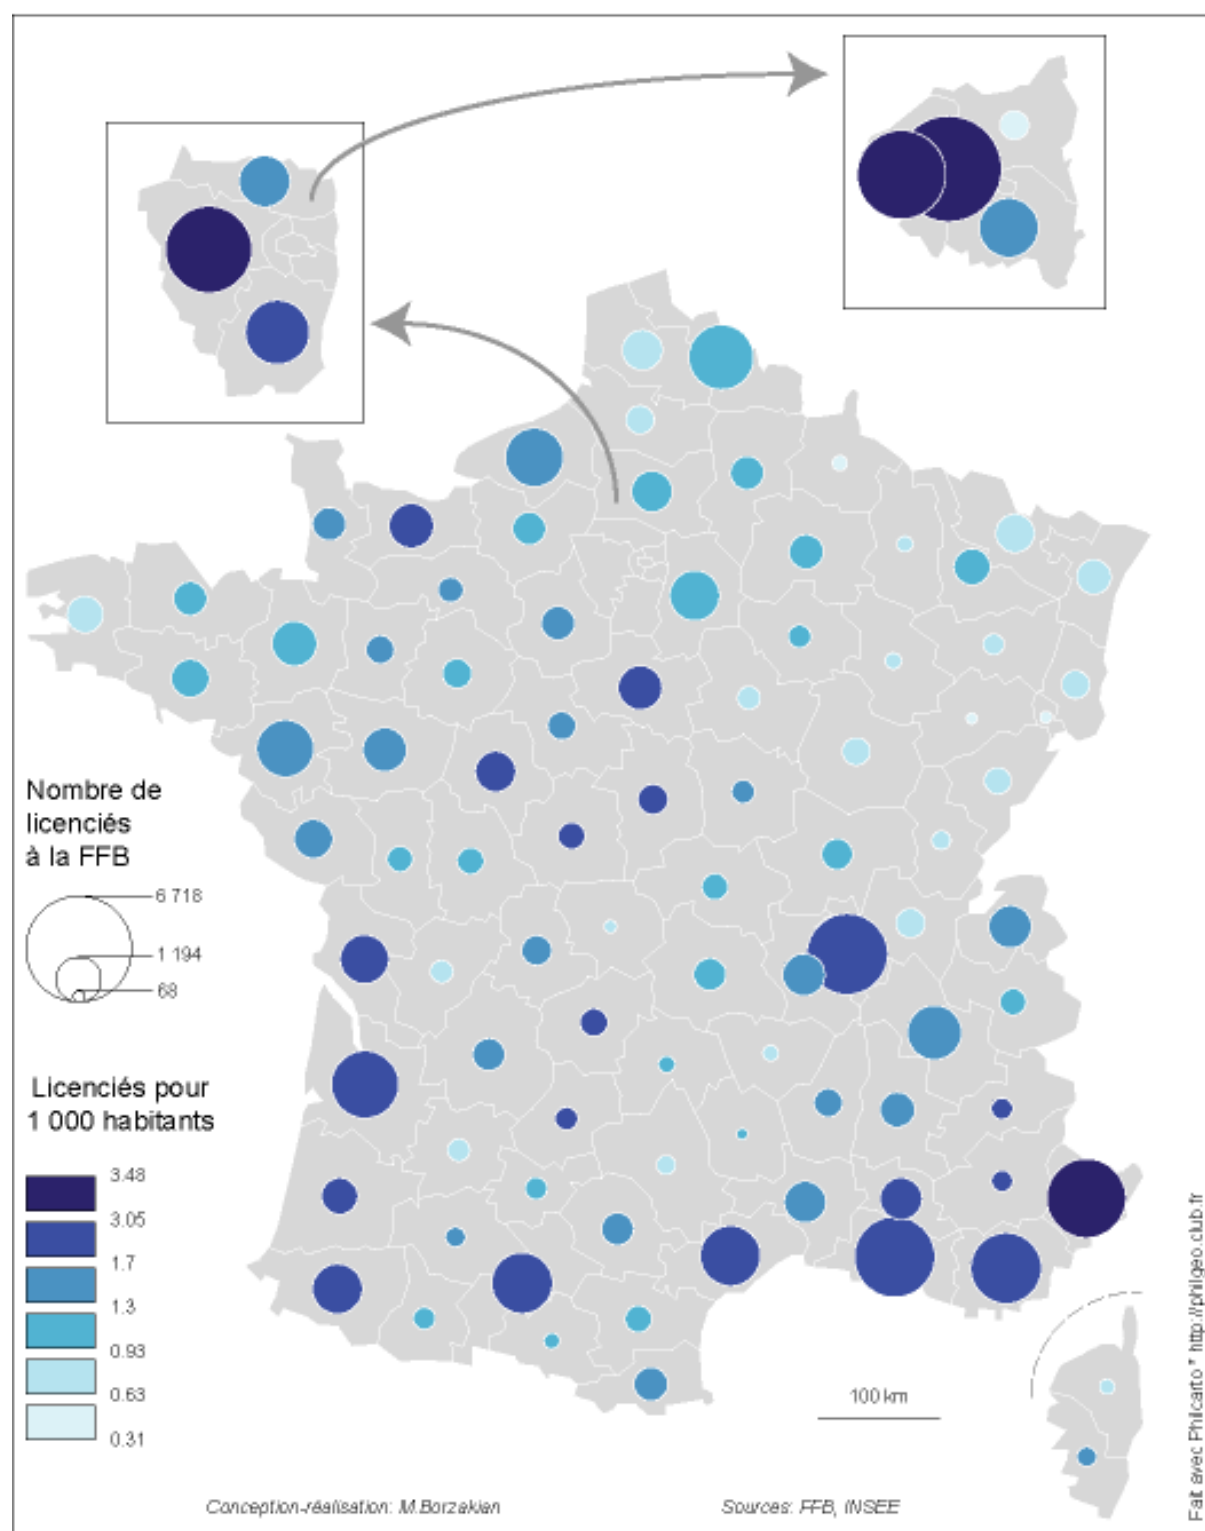 Nombre de
licenciés
à la FFB
6 718
1 194
68
Licenciés pour
1 000 habitants
3.48
3.05
1.7
1.3
0.93
0.63
0.31
100 km
Conception-réalisation: M.Borzakian
Sources: FFB, INSEE
Fait avec Philcarto * http://philgeo.club.fr